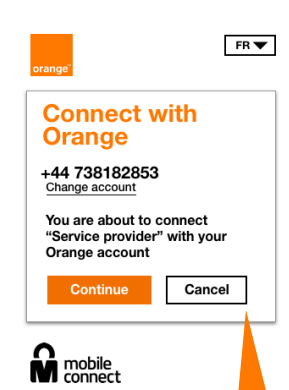 orange™
FR
Connect with
Orange
+44 738182853
Change account
You are about to connect
“Service provider” with your
Orange account
Continue
Cancel
mobile
connect